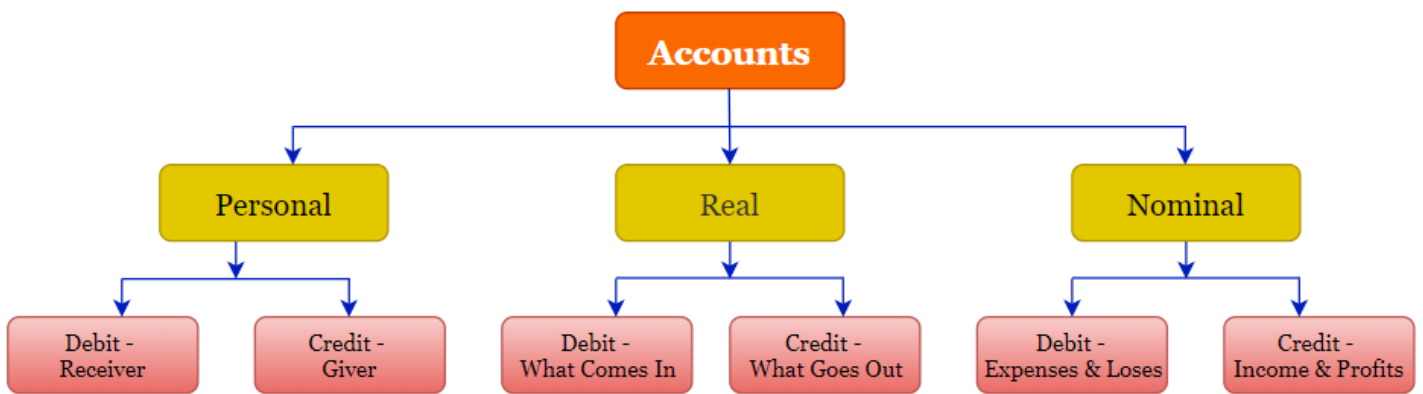 Accounts
Personal
Real
Nominal
Debit -
Receiver
Credit -
Giver
Debit -
What Comes In
Credit -
What Goes Out
Debit -
Expenses & Loses
Credit -
Income & Profits